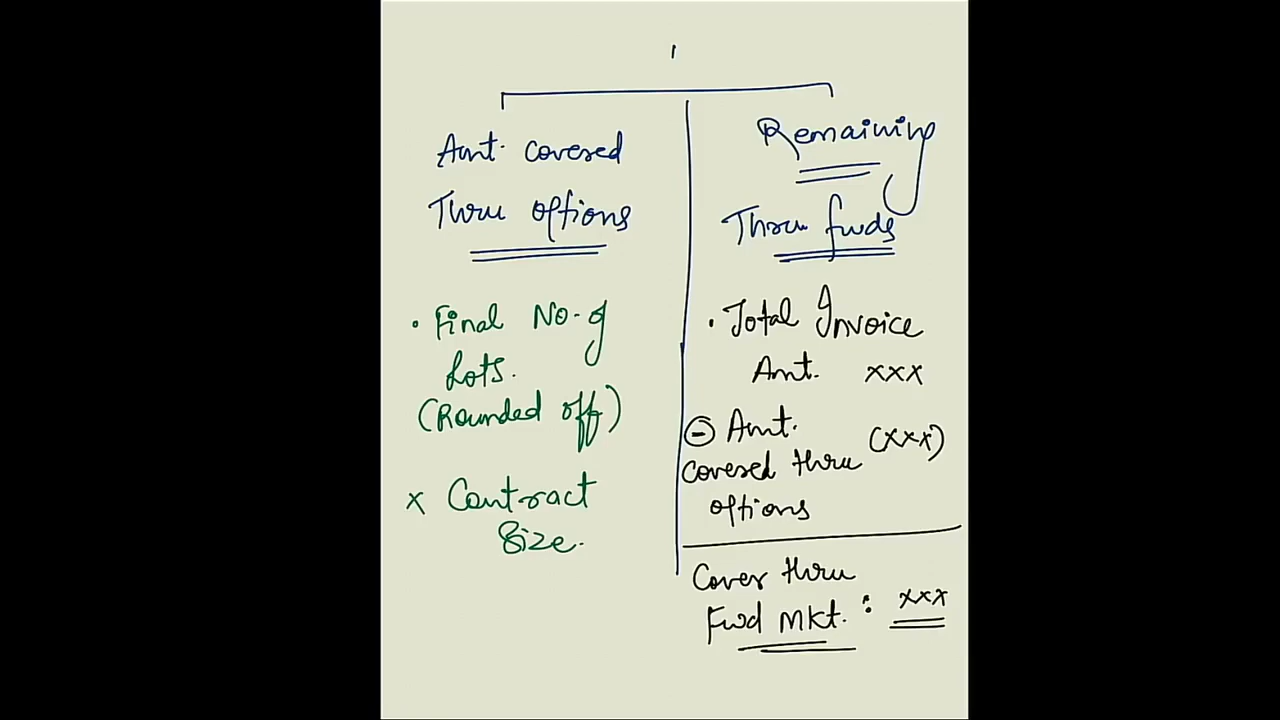 Amt. covered
Thru options
• Final No. of
Lots.
(Rounded off)
x Contract
Size.
Remaining
Thru fwds
• Total Invoice
Amt. xxx
⊖ Amt.
covered thru (xxx)
options
Cover thru
Fwd Mkt. : xxx